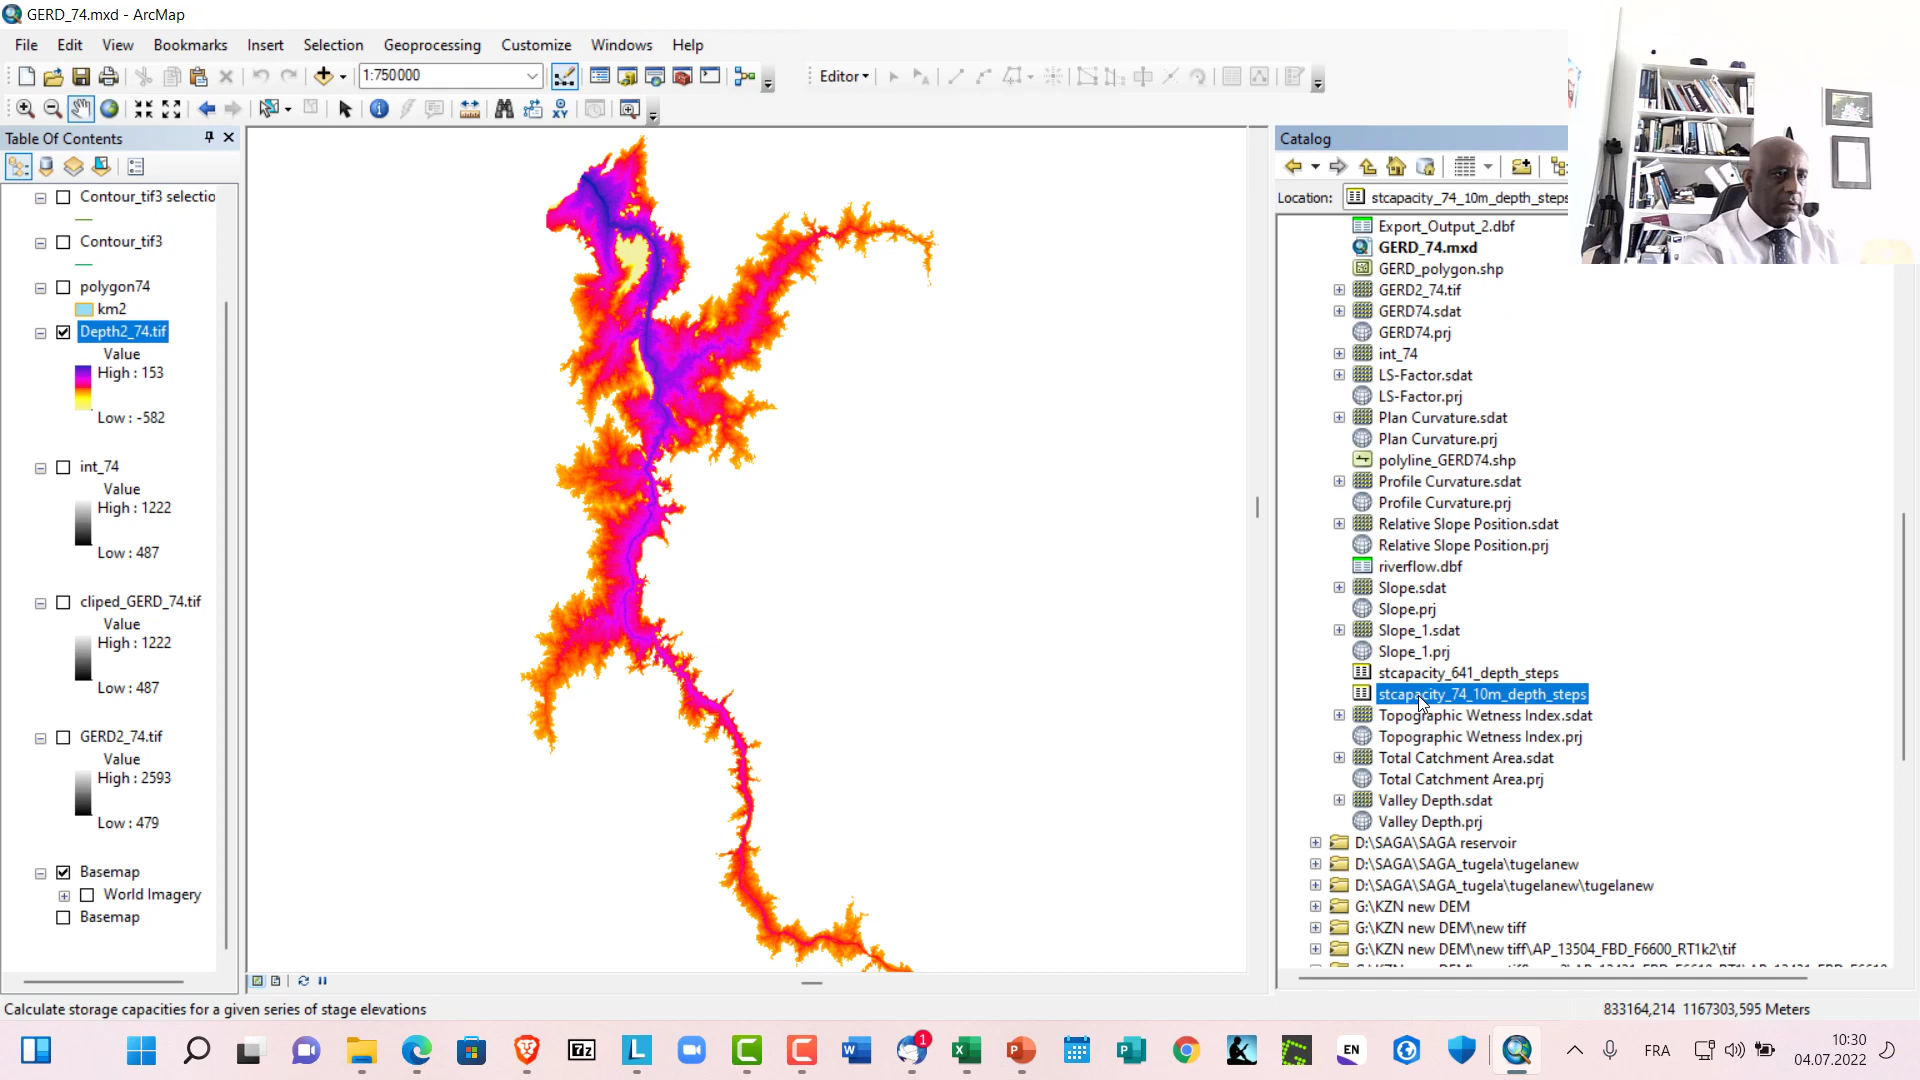 GERD_74.mxd - ArcMap
File Edit View Bookmarks Insert Selection Geoprocessing Customize Windows Help
1:750000
Editor
Table Of Contents
Contour_tif3 selectio
Contour_tif3
polygon74
km2
Depth2_74.tif
Value
High : 153
Low : -582
int_74
Value
High : 1222
Low : 487
cliped_GERD_74.tif
Value
High : 1222
Low : 487
GERD2_74.tif
Value
High : 2593
Low : 479
Basemap
World Imagery
Basemap
Catalog
Location: stcapacity_74_10m_depth_steps
Export_Output_2.dbf
GERD_74.mxd
GERD_polygon.shp
GERD2_74.tif
GERD74.sdat
GERD74.prj
int_74
LS-Factor.sdat
LS-Factor.prj
Plan Curvature.sdat
Plan Curvature.prj
polyline_GERD74.shp
Profile Curvature.sdat
Profile Curvature.prj
Relative Slope Position.sdat
Relative Slope Position.prj
riverflow.dbf
Slope.sdat
Slope.prj
Slope_1.sdat
Slope_1.prj
stcapacity_641_depth_steps
stcapacity_74_10m_depth_steps
Topographic Wetness Index.sdat
Topographic Wetness Index.prj
Total Catchment Area.sdat
Total Catchment Area.prj
Valley Depth.sdat
Valley Depth.prj
D:\SAGA\SAGA reservoir
D:\SAGA\SAGA_tugela\tugelanew
D:\SAGA\SAGA_tugela\tugelanew\tugelanew
G:\KZN new DEM
G:\KZN new DEM\new tiff
G:\KZN new DEM\new tiff\AP_13504_FBD_F6600_RT1k2\tif
Calculate storage capacities for a given series of stage elevations
833164,214 1167303,595 Meters
7z
L
C
C
W
1
X
P
P
EN
FRA
10:30
04.07.2022